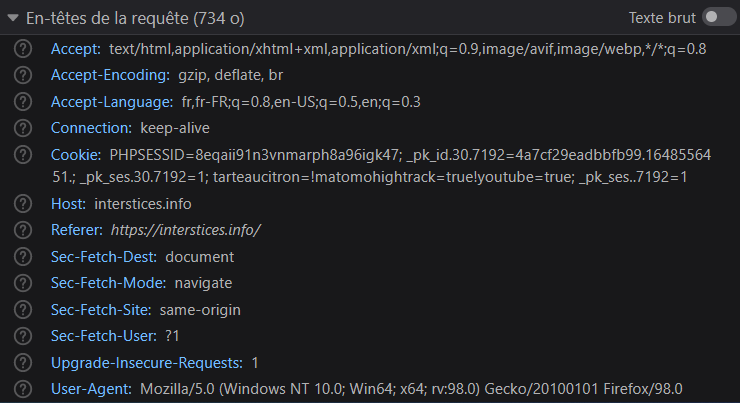 En-têtes de la requête (734 o) Texte brut
Accept: text/html,application/xhtml+xml,application/xml;q=0.9,image/avif,image/webp,*/*;q=0.8
Accept-Encoding: gzip, deflate, br
Accept-Language: fr,fr-FR;q=0.8,en-US;q=0.5,en;q=0.3
Connection: keep-alive
Cookie: PHPSESSID=8eqaii91n3vnmarph8a96igk47; _pk_id.30.7192=4a7cf29eadbbfb99.16485564
51.; _pk_ses.30.7192=1; tarteaucitron=!matomohightrack=true!youtube=true; _pk_ses..7192=1
Host: interstices.info
Referer: https://interstices.info/
Sec-Fetch-Dest: document
Sec-Fetch-Mode: navigate
Sec-Fetch-Site: same-origin
Sec-Fetch-User: ?1
Upgrade-Insecure-Requests: 1
User-Agent: Mozilla/5.0 (Windows NT 10.0; Win64; x64; rv:98.0) Gecko/20100101 Firefox/98.0